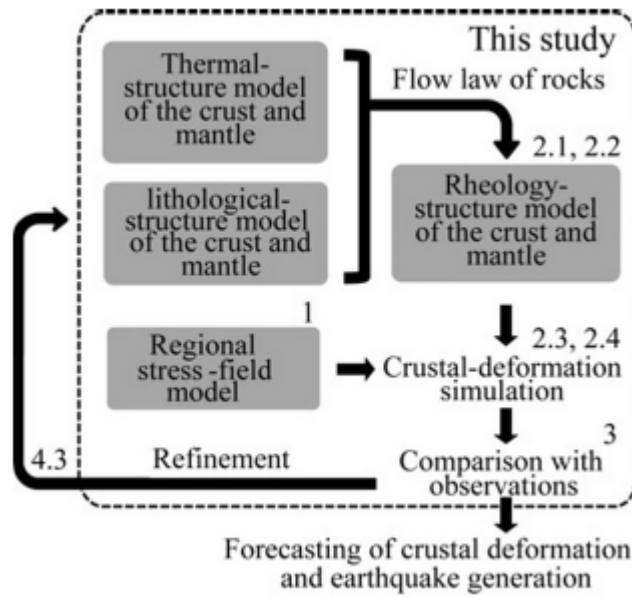 This study
Thermal-
structure model
of the crust and
mantle
Flow law of rocks
2.1, 2.2
lithological-
structure model
of the crust and
mantle
Rheology-
structure model
of the crust and
mantle
1
Regional
stress -field
model
2.3, 2.4
Crustal-deformation
simulation
3
4.3
Refinement
Comparison with
observations
Forecasting of crustal deformation
and earthquake generation